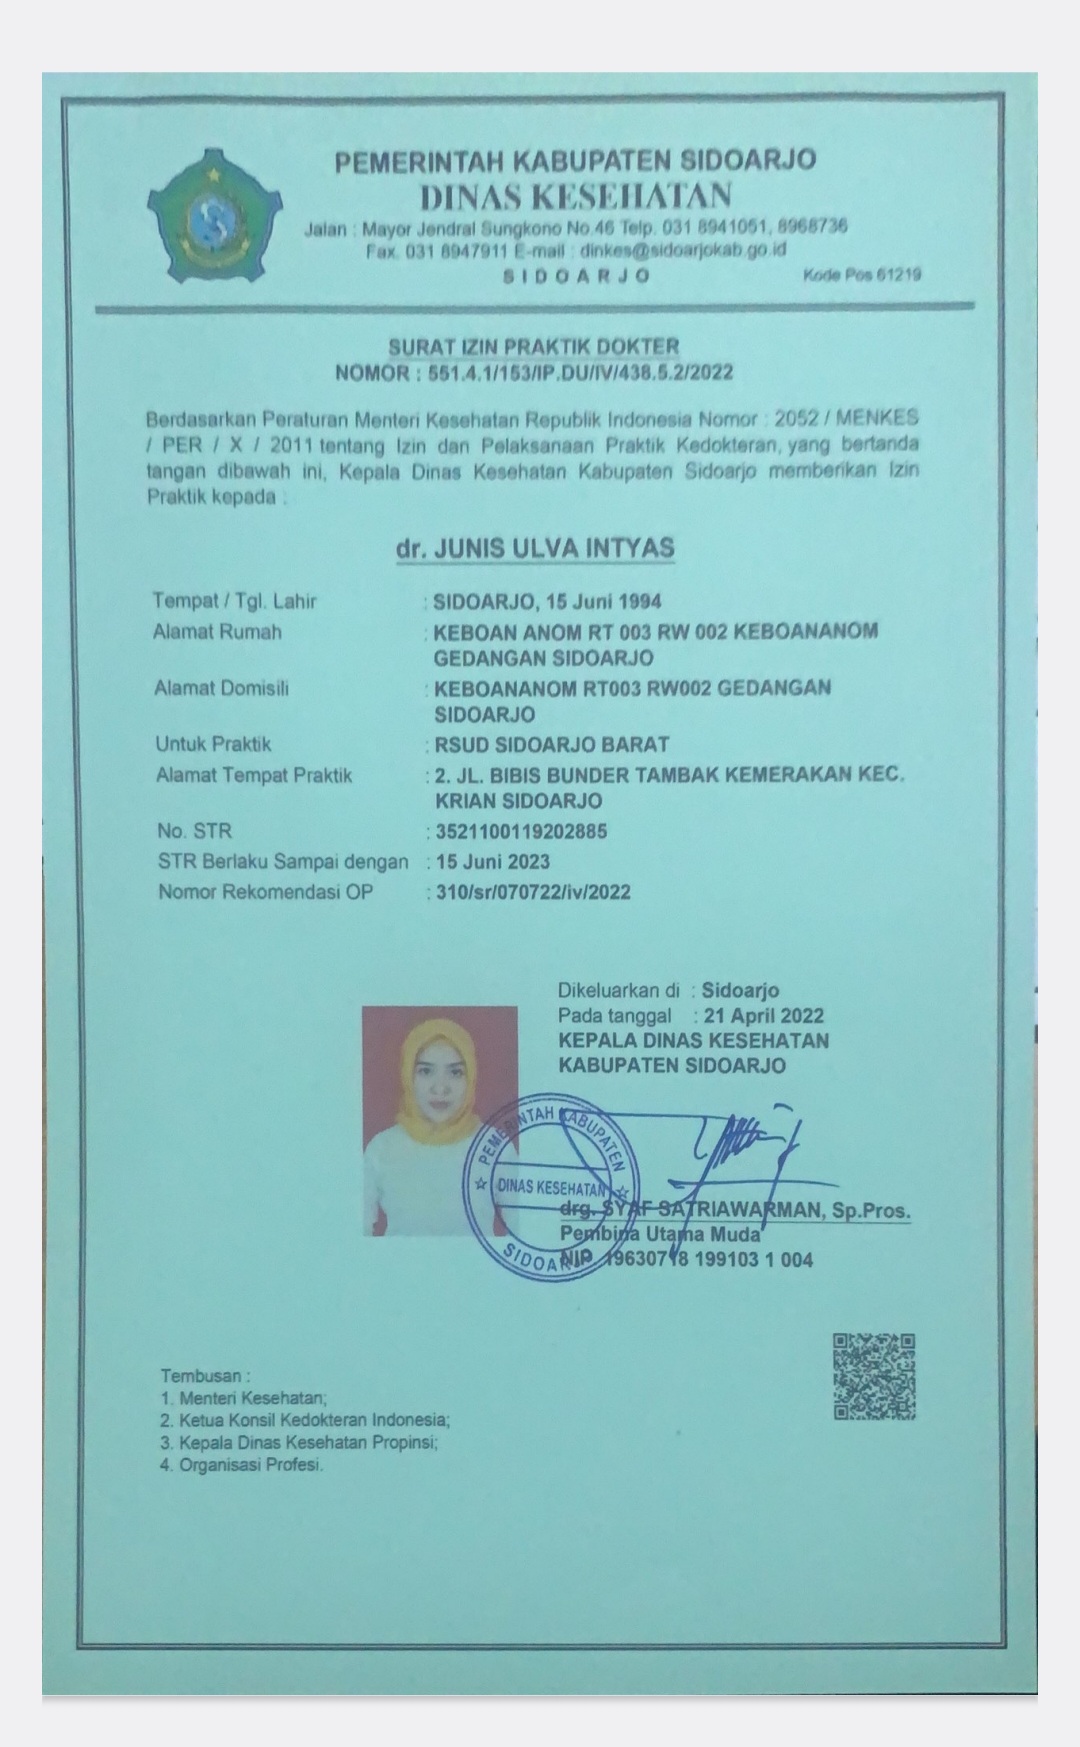 PEMERINTAH KABUPATEN SIDOARJO
DINAS KESEHATAN
Jalan : Mayor Jendral Sungkono No.46 Telp. 031 8941051, 8968736
Fax. 031 8947911 E-mail : dinkes@sidoarjokab.go.id
SIDOARJO Kode Pos 61219
SURAT IZIN PRAKTIK DOKTER
NOMOR : 551.4.1/153/IP.DU/IV/438.5.2/2022
Berdasarkan Peraturan Menteri Kesehatan Republik Indonesia Nomor : 2052 / MENKES
/ PER / X / 2011 tentang Izin dan Pelaksanaan Praktik Kedokteran, yang bertanda
tangan dibawah ini, Kepala Dinas Kesehatan Kabupaten Sidoarjo memberikan Izin
Praktik kepada :
dr. JUNIS ULVA INTYAS
Tempat / Tgl. Lahir : SIDOARJO, 15 Juni 1994
Alamat Rumah : KEBOAN ANOM RT 003 RW 002 KEBOANANOM
GEDANGAN SIDOARJO
Alamat Domisili : KEBOANANOM RT003 RW002 GEDANGAN
SIDOARJO
Untuk Praktik : RSUD SIDOARJO BARAT
Alamat Tempat Praktik : 2. JL. BIBIS BUNDER TAMBAK KEMERAKAN KEC.
KRIAN SIDOARJO
No. STR : 3521100119202885
STR Berlaku Sampai dengan : 15 Juni 2023
Nomor Rekomendasi OP : 310/sr/070722/iv/2022
Dikeluarkan di : Sidoarjo
Pada tanggal : 21 April 2022
KEPALA DINAS KESEHATAN
KABUPATEN SIDOARJO
PEMERINTAH KABUPATEN
DINAS KESEHATAN
SIDOARJO
drg. SYAF SATRIAWARMAN, Sp.Pros.
Pembina Utama Muda
NIP 19630718 199103 1 004
Tembusan :
1. Menteri Kesehatan;
2. Ketua Konsil Kedokteran Indonesia;
3. Kepala Dinas Kesehatan Propinsi;
4. Organisasi Profesi.